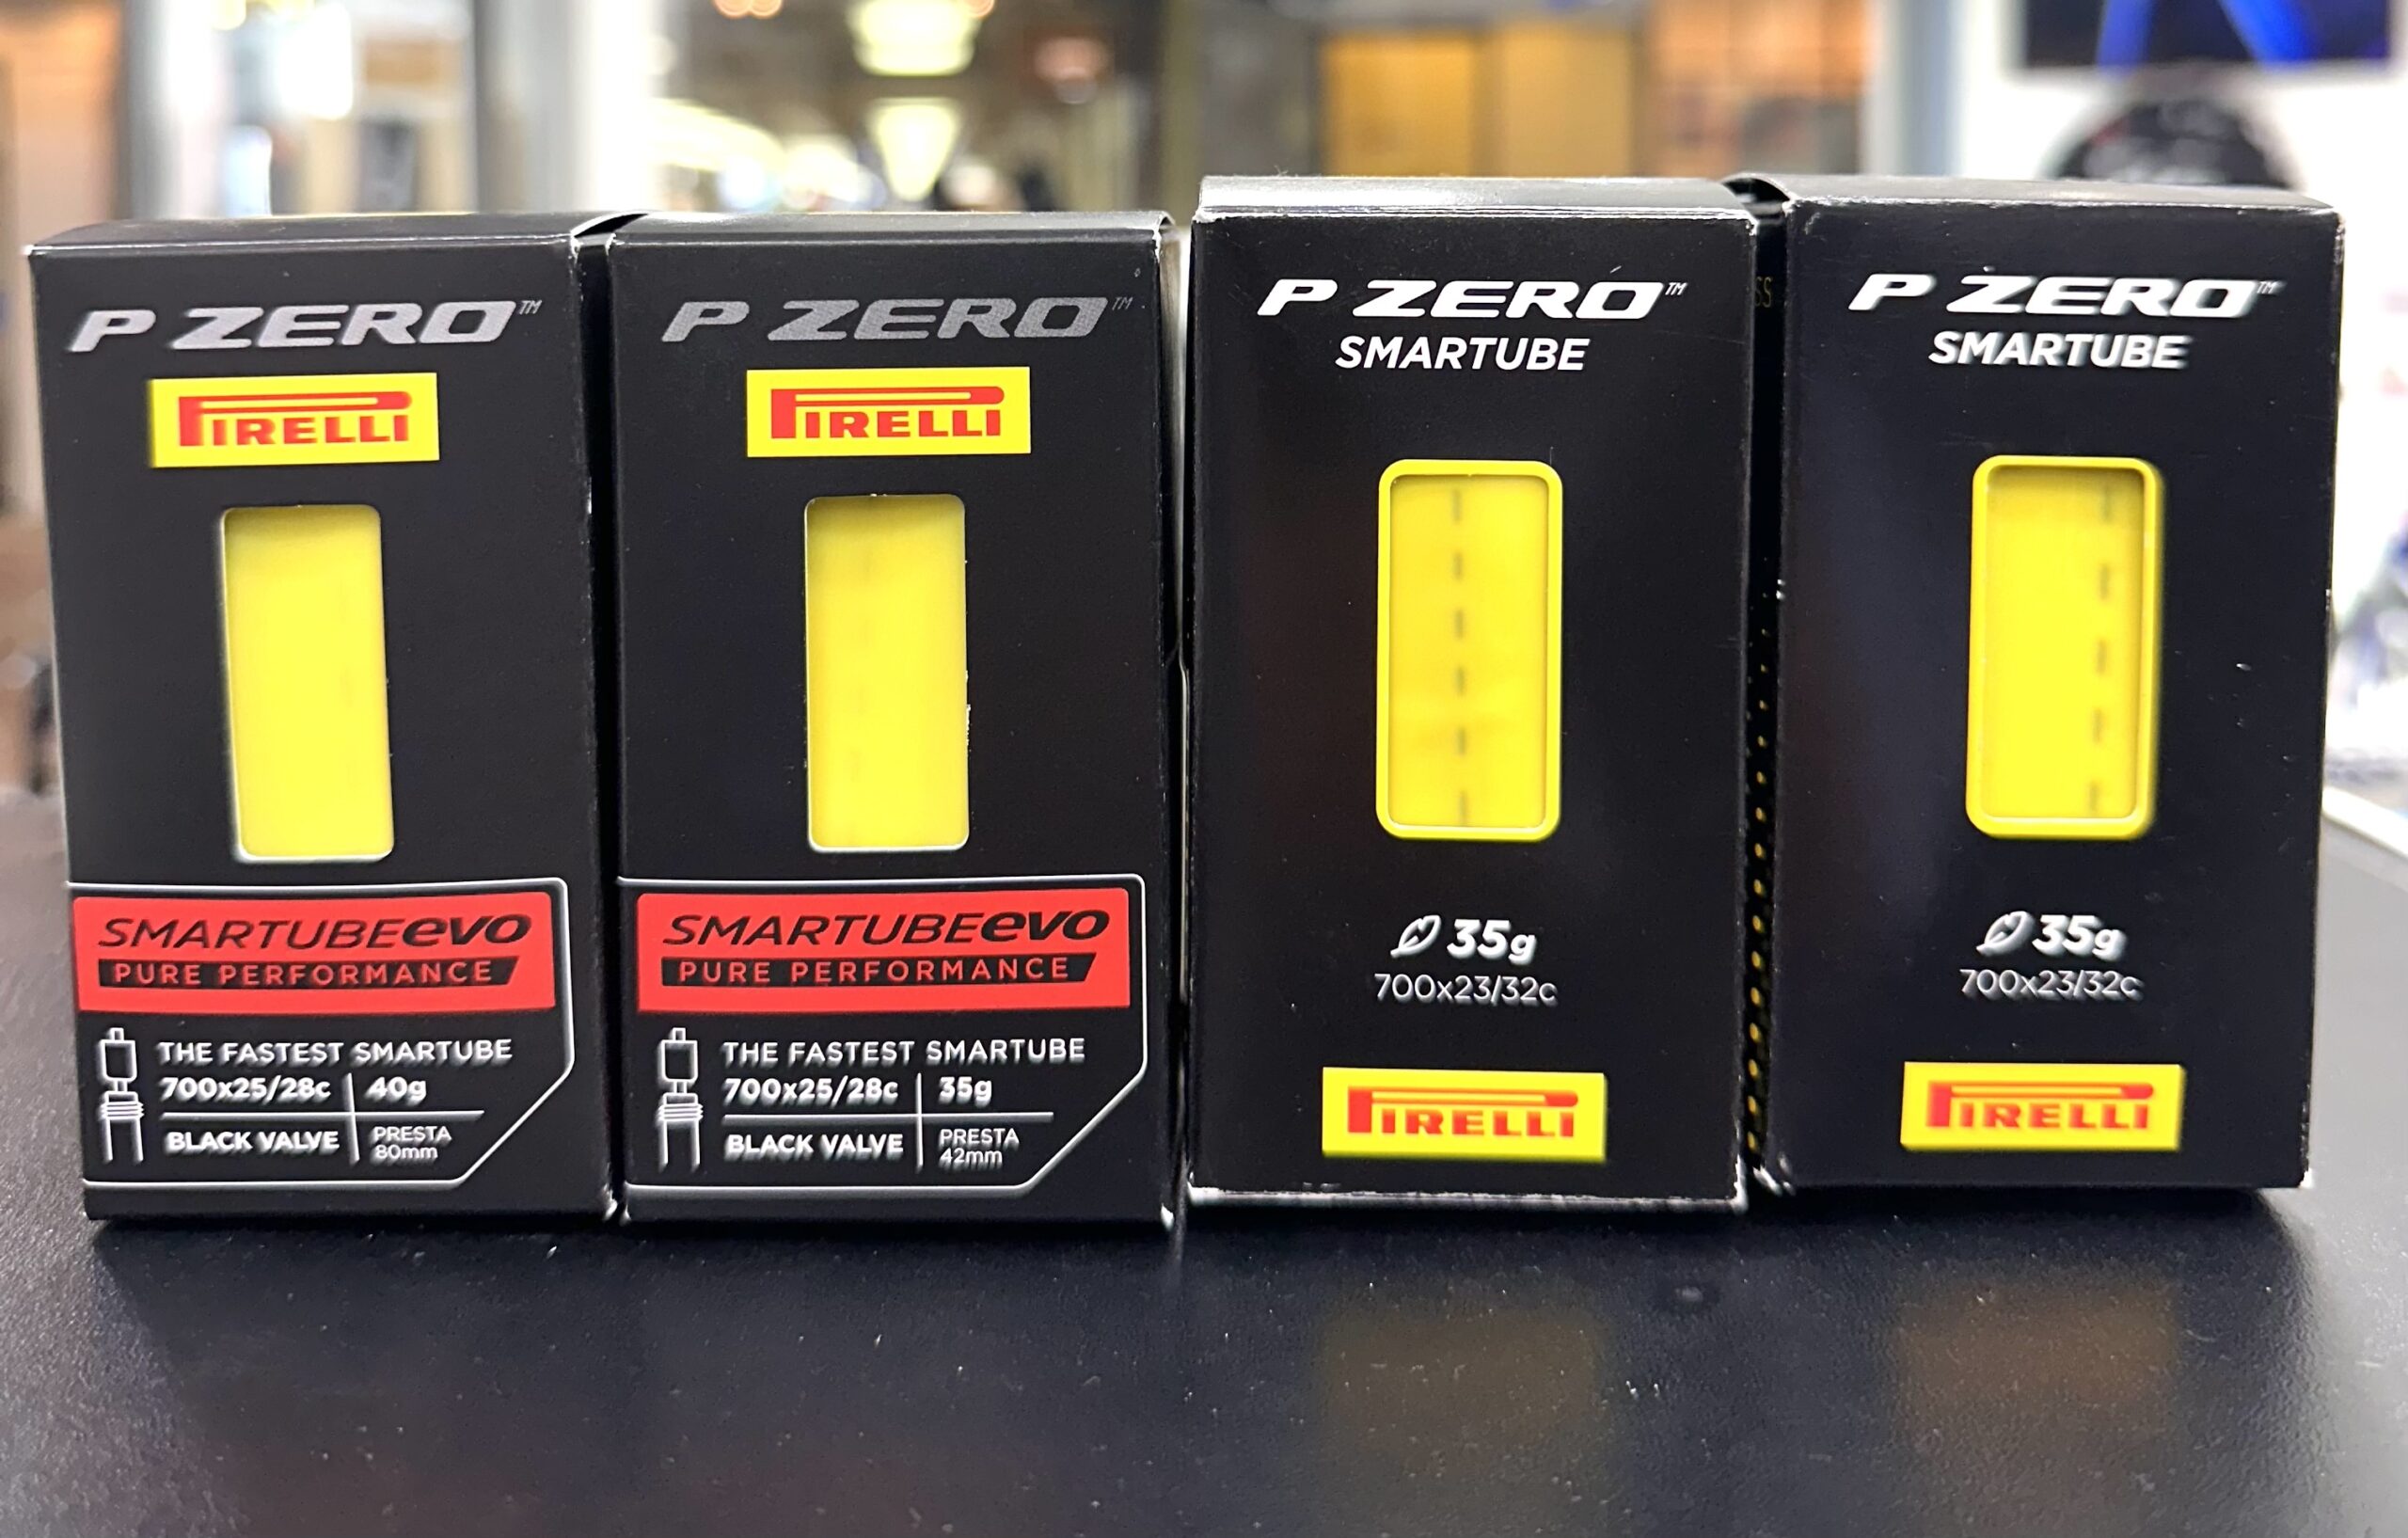 P ZERO™
PIRELLI
SMARTUBEevo
PURE PERFORMANCE
THE FASTEST SMARTUBE
700x25/28c | 40g
BLACK VALVE | PRESTA
80mm
P ZERO™
PIRELLI
SMARTUBEevo
PURE PERFORMANCE
THE FASTEST SMARTUBE
700x25/28c | 35g
BLACK VALVE | PRESTA
42mm
P ZERO™
SMARTUBE
35g
700x23/32c
PIRELLI
P ZERO™
SMARTUBE
35g
700x23/32c
PIRELLI